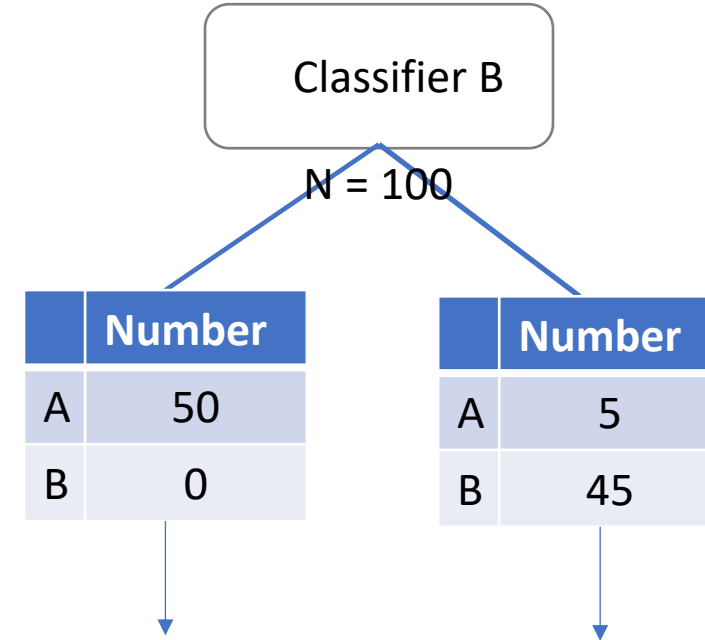 Classifier B
N = 100
Number
A 50
B 0
Number
A 5
B 45